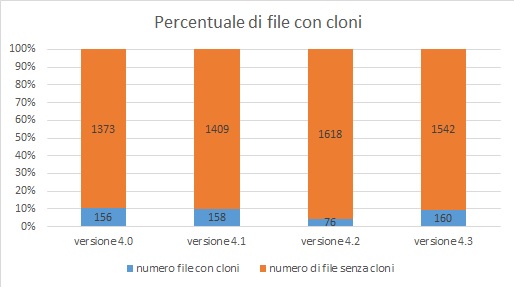 Percentuale di file con cloni
100%
90%
80%
70%
60%
50%
40%
30%
20%
10%
0%
1373 1409 1618 1542
156 158 76 160
versione 4.0 versione 4.1 versione 4.2 versione 4.3
numero file con cloni numero di file senza cloni